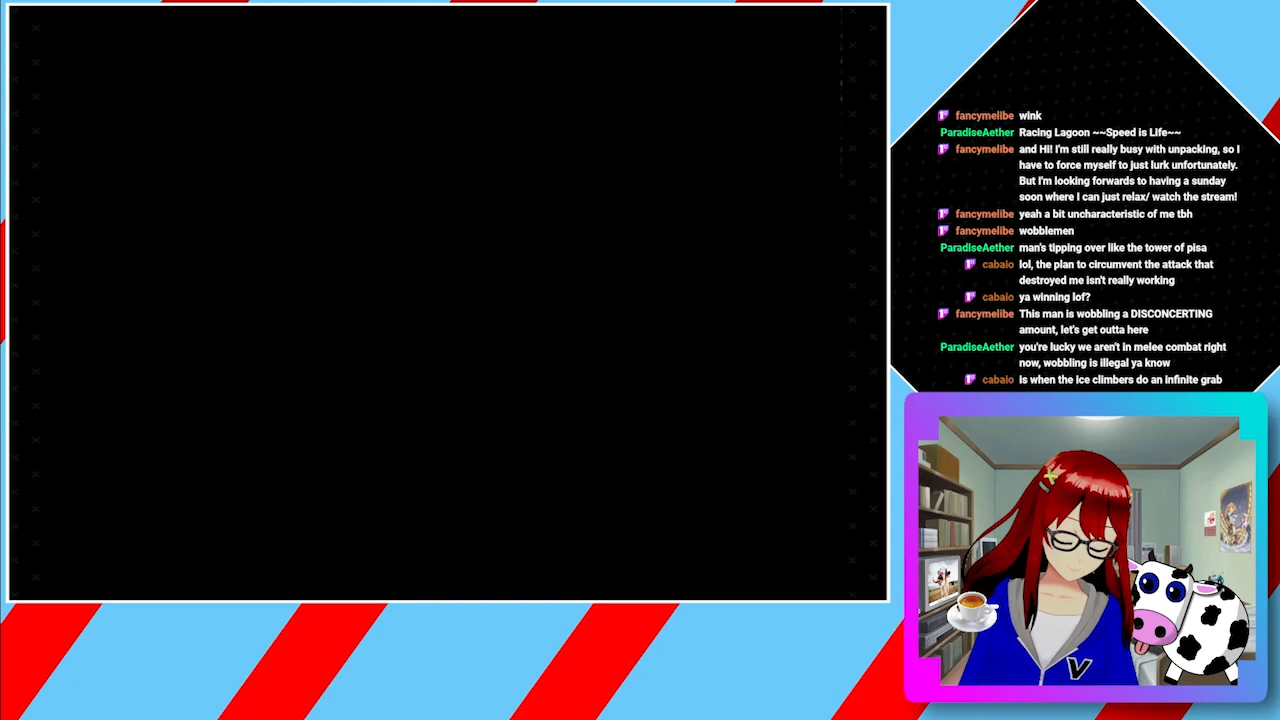 fancymelibe wink
ParadiseAether Racing Lagoon ~~Speed is Life~~
fancymelibe and Hi! I'm still really busy with unpacking, so I
have to force myself to just lurk unfortunately.
But I'm looking forwards to having a sunday
soon where I can just relax/ watch the stream!
fancymelibe yeah a bit uncharacteristic of me tbh
fancymelibe wobblemen
ParadiseAether man's tipping over like the tower of pisa
cabaio lol, the plan to circumvent the attack that
destroyed me isn't really working
cabaio ya winning lof?
fancymelibe This man is wobbling a DISCONCERTING
amount, let's get outta here
ParadiseAether you're lucky we aren't in melee combat right
now, wobbling is illegal ya know
cabaio is when the ice climbers do an infinite grab
V